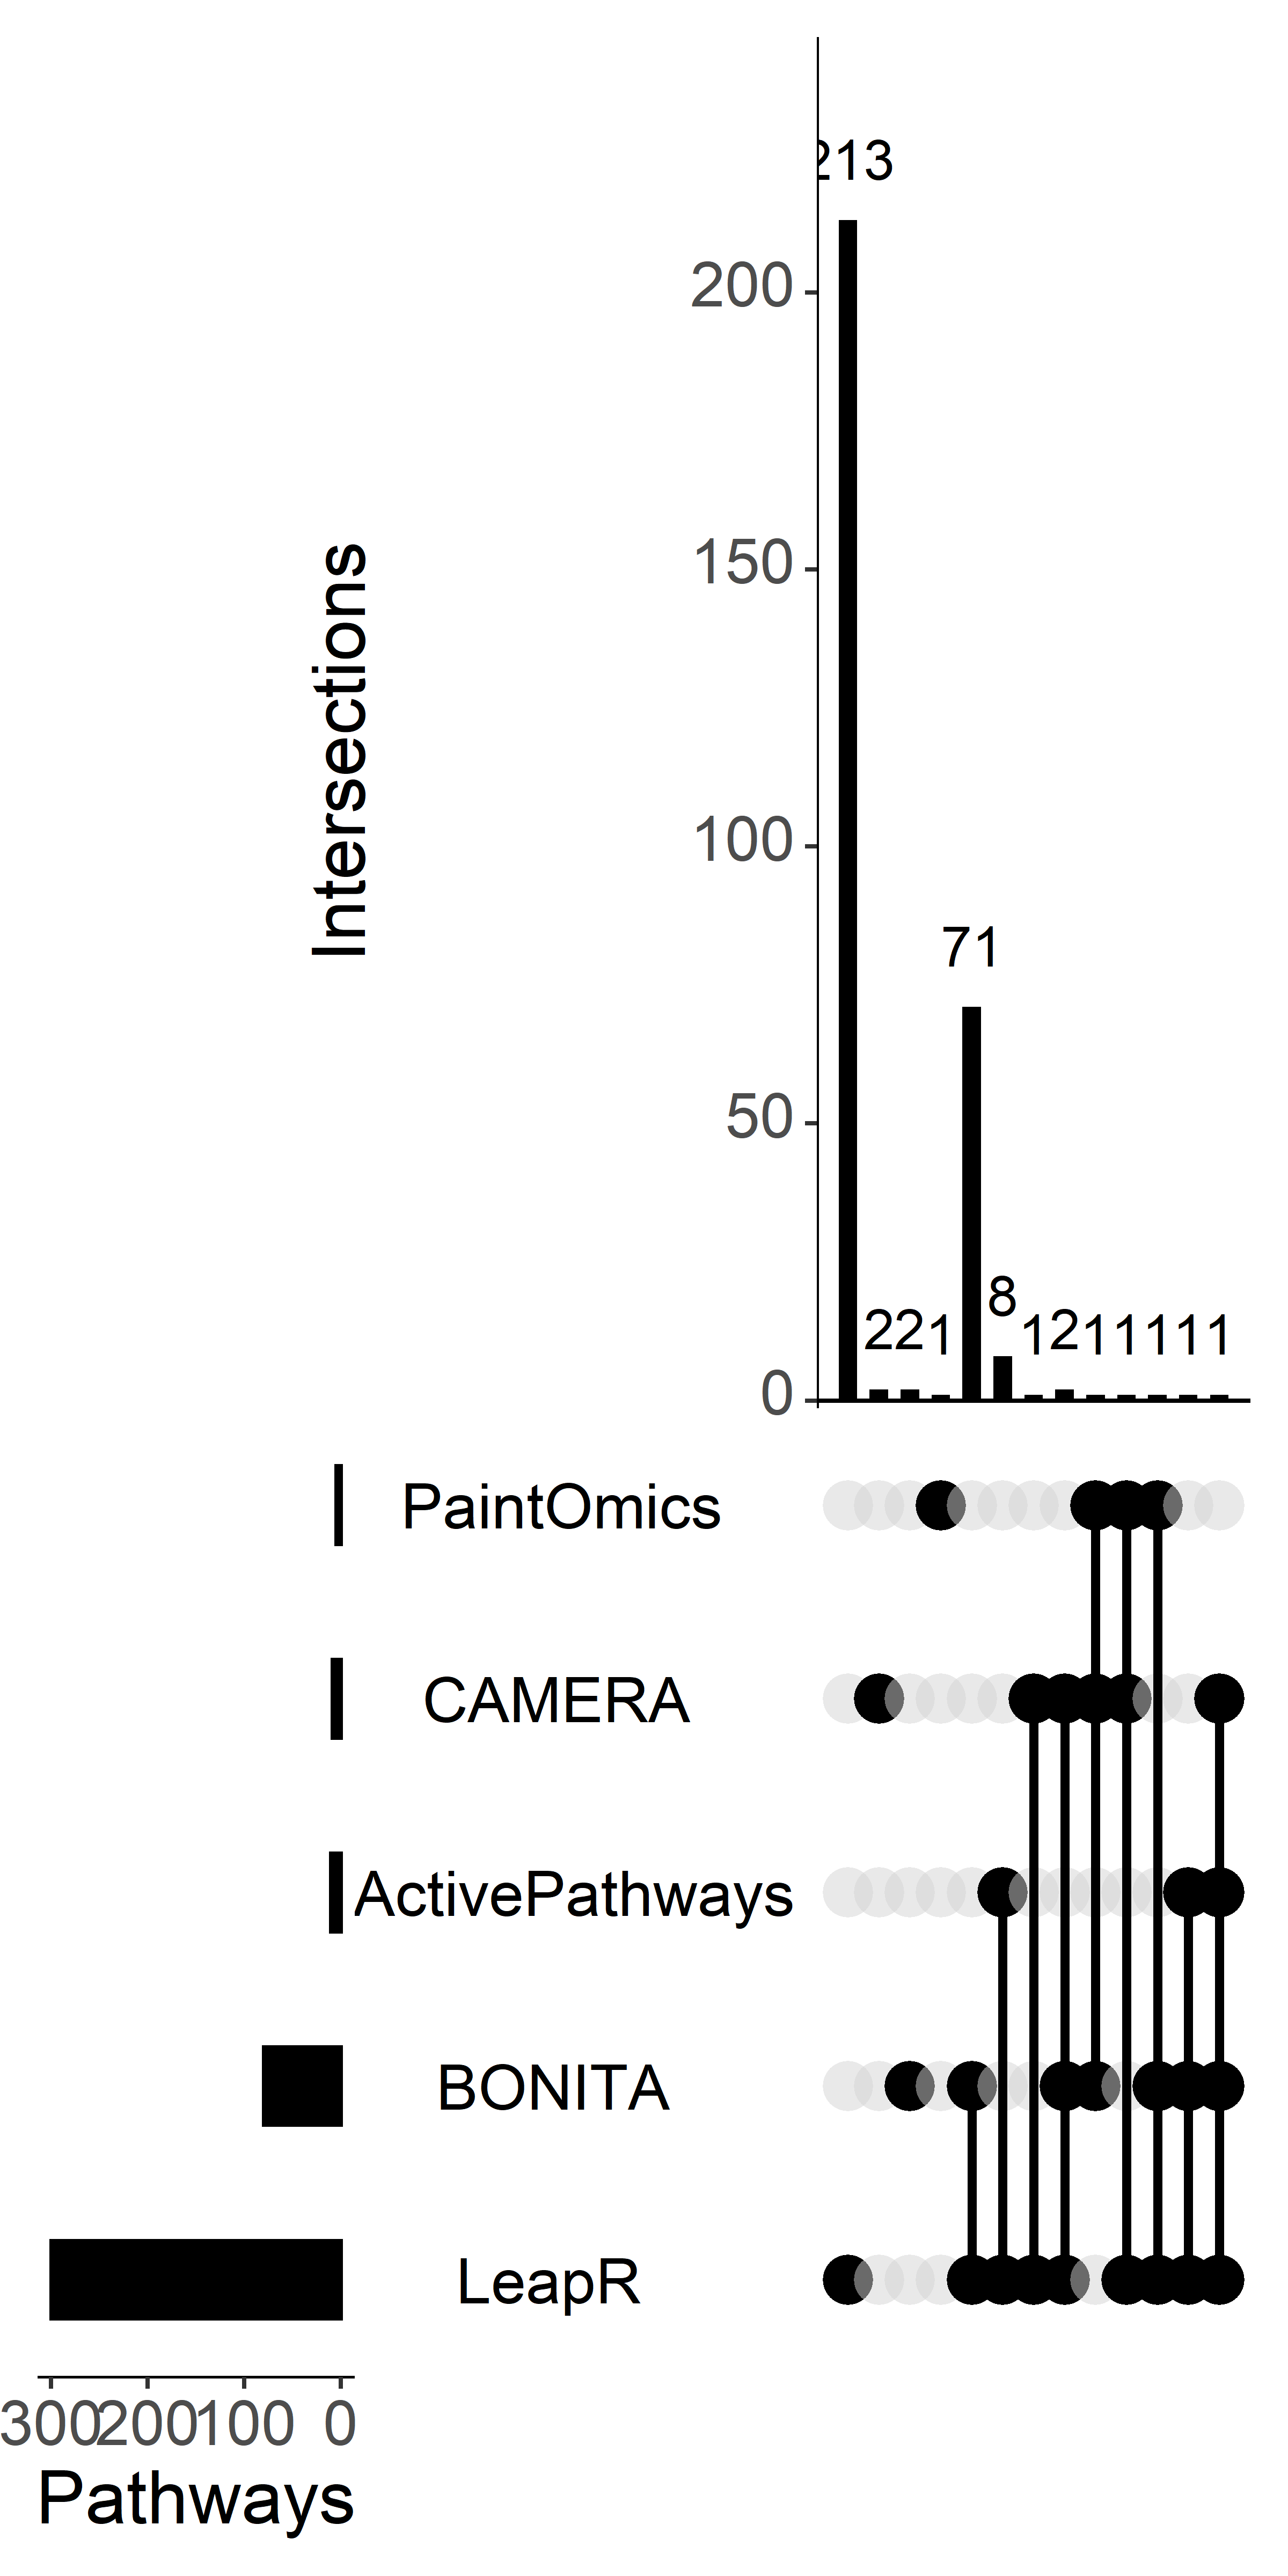 213
200
150
100
50
0
71
8
2 2 1 1 2 1 1 1 1 1
Intersections
PaintOmics
CAMERA
ActivePathways
BONITA
LeapR
300 200 100 0
Pathways